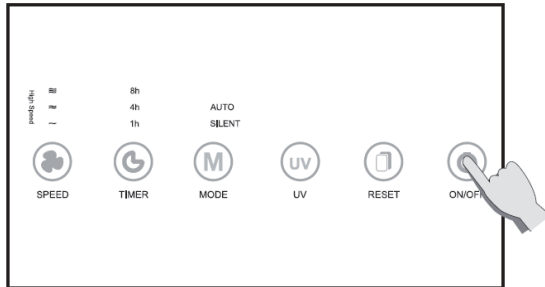 High Speed
8h
4h
1h
AUTO
SILENT
M
UV
SPEED
TIMER
MODE
UV
RESET
ON/OFF